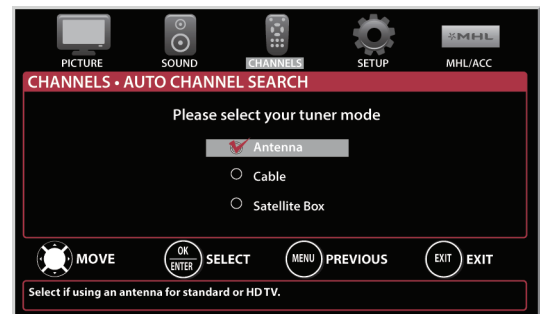 PICTURE SOUND CHANNELS SETUP MHL/ACC
MHL
CHANNELS • AUTO CHANNEL SEARCH
Please select your tuner mode
Antenna
Cable
Satellite Box
MOVE OK ENTER SELECT MENU PREVIOUS EXIT EXIT
Select if using an antenna for standard or HD TV.